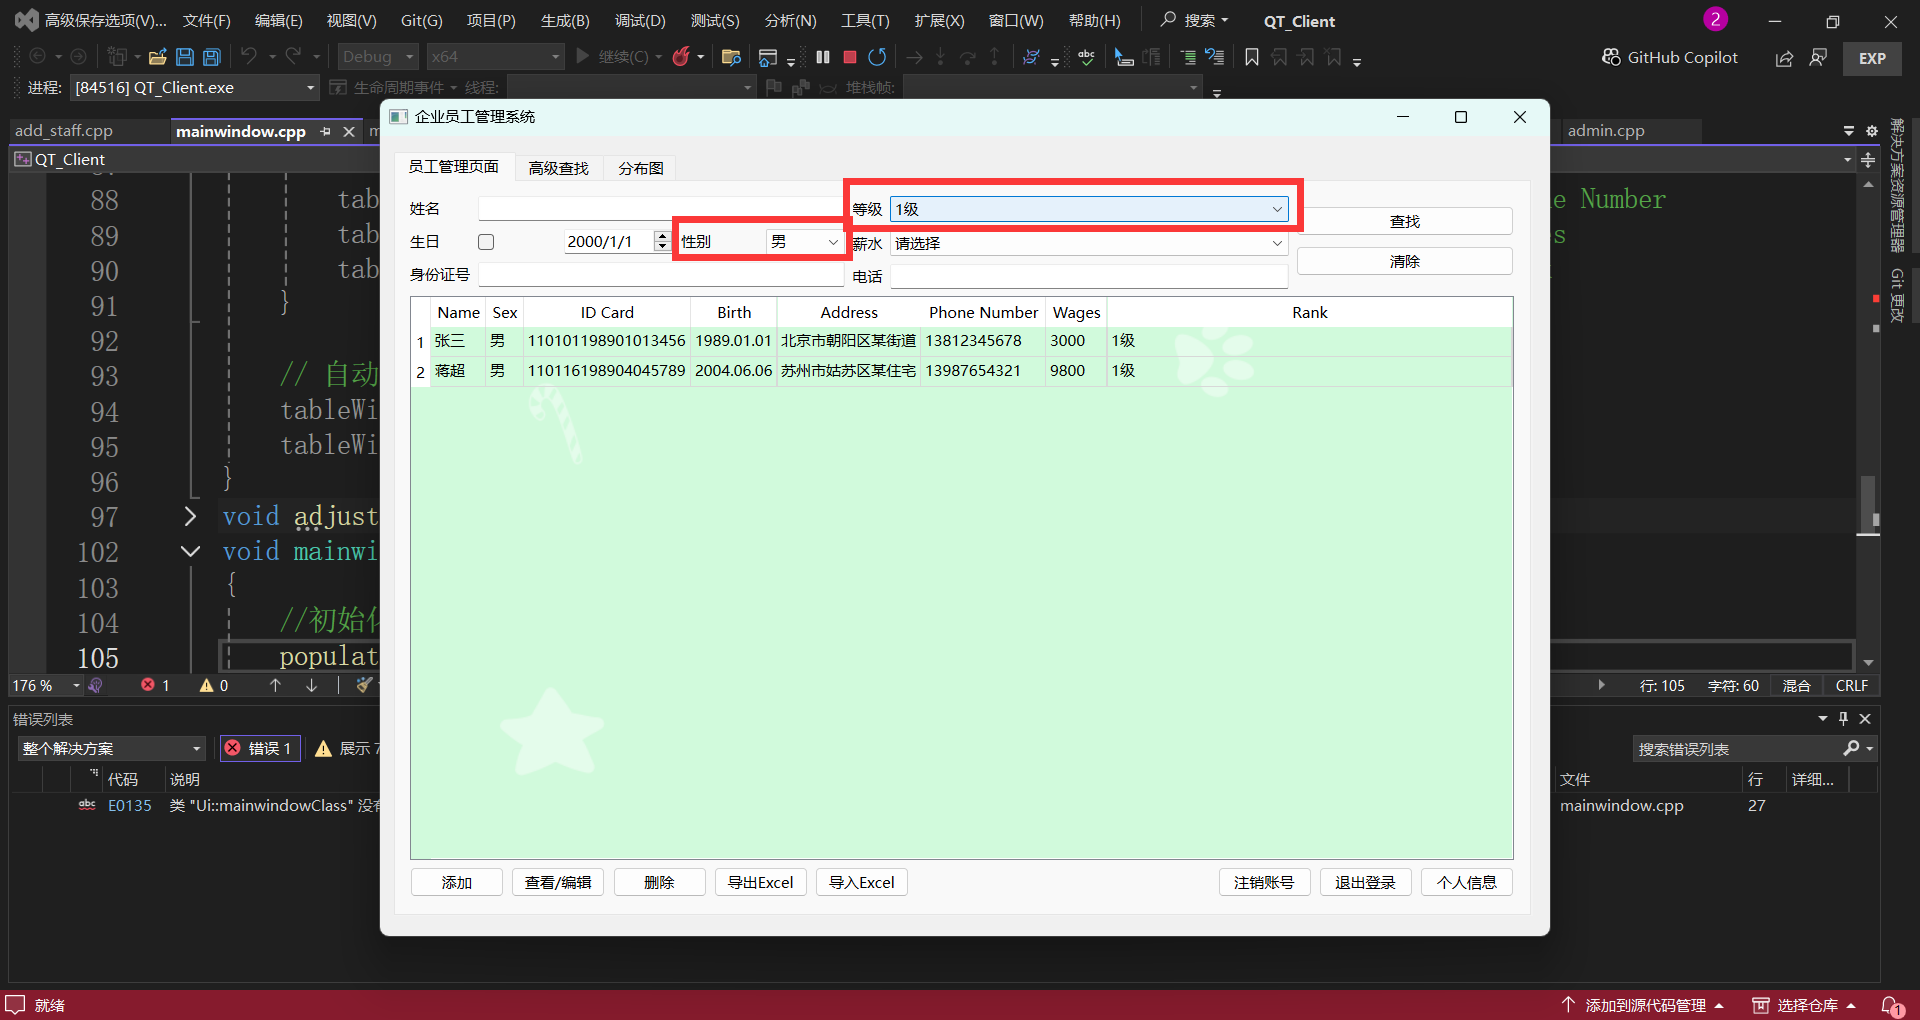 高级保存选项(V)... 文件(F) 编辑(E) 视图(V) Git(G) 项目(P) 生成(B) 调试(D) 测试(S) 分析(N) 工具(T) 扩展(X) 窗口(W) 帮助(H) 搜索 QT_Client 2
Debug x64 继续(C) abc GitHub Copilot EXP
进程: [84516] QT_Client.exe 生命周期事件 线程: 堆栈帧:
add_staff.cpp mainwindow.cpp m admin.cpp
QT_Client
解决方案资源管理器
Git 更改
企业员工管理系统
员工管理页面 高级查找 分布图
姓名 等级 1级 查找
生日 2000/1/1 性别 男 薪水 请选择 清除
身份证号 电话
Name Sex ID Card Birth Address Phone Number Wages Rank
1 张三 男 110101198901013456 1989.01.01 北京市朝阳区某街道 13812345678 3000 1级
2 蒋超 男 110116198904045789 2004.06.06 苏州市姑苏区某住宅 13987654321 9800 1级
添加 查看/编辑 删除 导出Excel 导入Excel 注销账号 退出登录 个人信息
88 tab e Number
89 tab s
90 tab
91 }
92
93 // 自动
94 tableWi
95 tableWi
96 }
97 void adjust
102 void mainwi
103 {
104 //初始化
105 populat
176 % 1 0 行: 105 字符: 60 混合 CRLF
错误列表
整个解决方案 错误 1 展示 7 搜索错误列表
代码 说明 文件 行 详细...
abc E0135 类 "Ui::mainwindowClass" 没有 mainwindow.cpp 27
就绪 添加到源代码管理 选择仓库 1